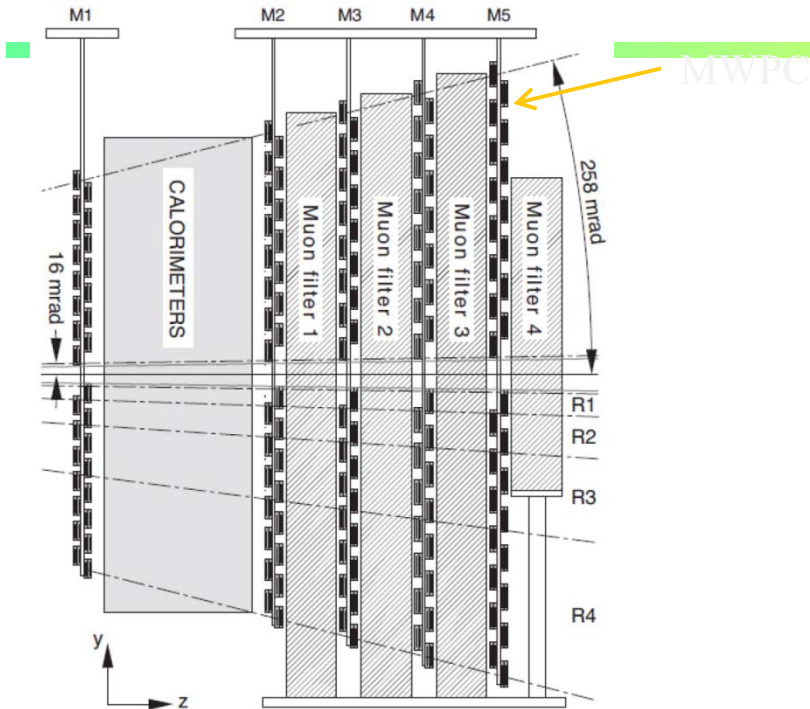 M1
M2
M3
M4
M5
MWPC
258 mrad
16 mrad
CALORIMETERS
Muon filter 1
Muon filter 2
Muon filter 3
Muon filter 4
R1
R2
R3
R4
y
z